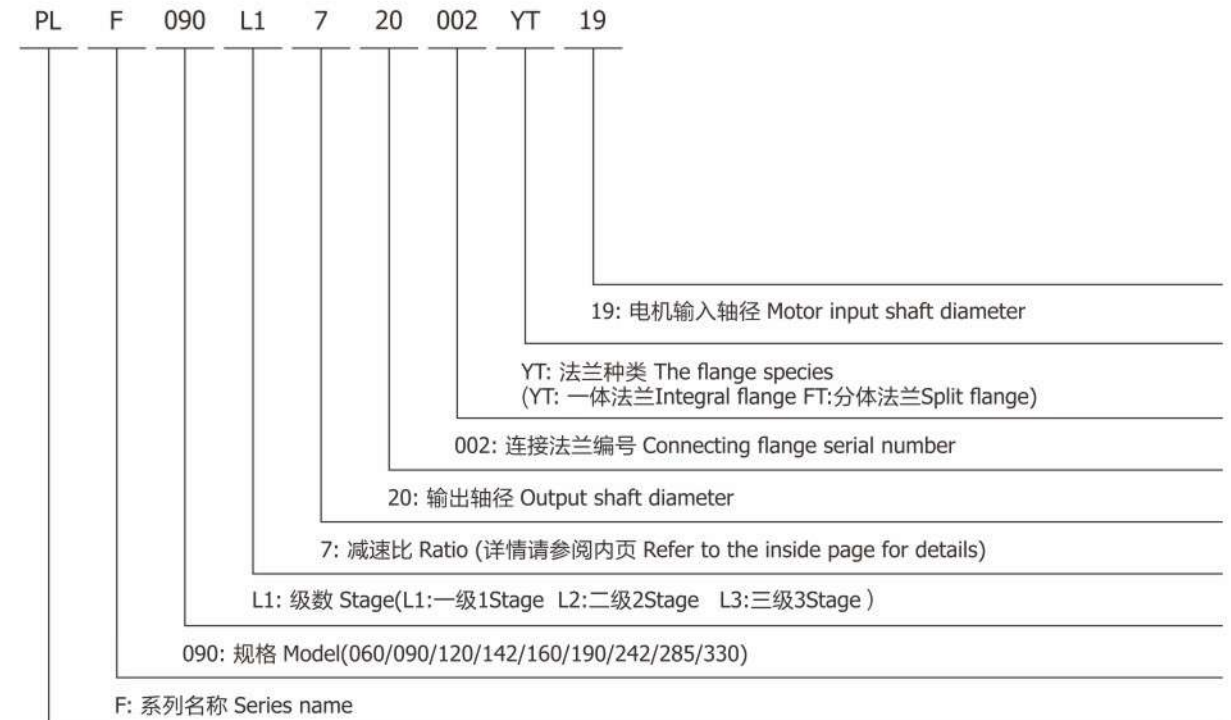 PL F 090 L1 7 20 002 YT 19
19: 电机输入轴径 Motor input shaft diameter
YT: 法兰种类 The flange species
(YT: 一体法兰Integral flange FT:分体法兰Split flange)
002: 连接法兰编号 Connecting flange serial number
20: 输出轴径 Output shaft diameter
7: 减速比 Ratio (详情请参阅内页 Refer to the inside page for details)
L1: 级数 Stage(L1:一级1Stage L2:二级2Stage L3:三级3Stage )
090: 规格 Model(060/090/120/142/160/190/242/285/330)
F: 系列名称 Series name